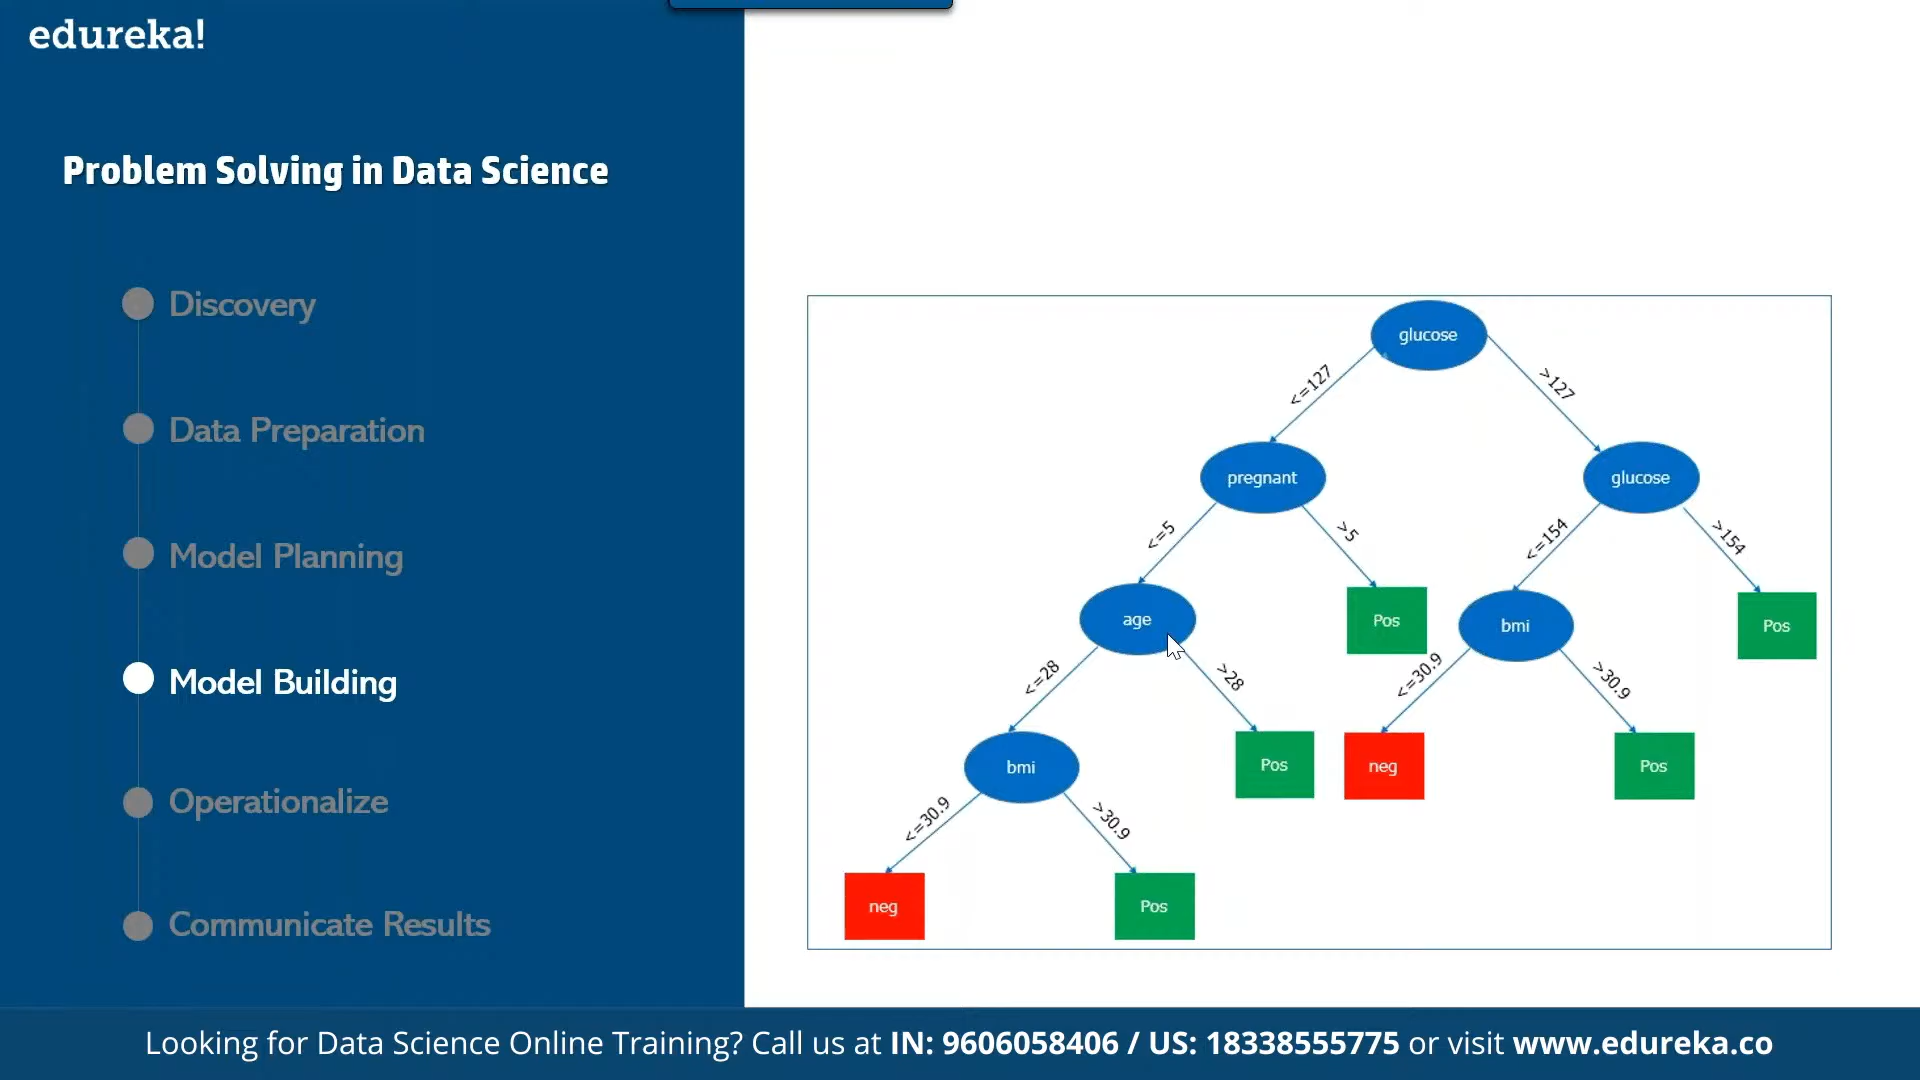 edureka!
Problem Solving in Data Science
Discovery
Data Preparation
Model Planning
Model Building
Operationalize
Communicate Results
glucose
<=127
>127
pregnant
glucose
<=5
>5
<=154
>154
age
Pos
bmi
Pos
<=28
>28
<=30.9
>30.9
bmi
Pos
neg
Pos
<=30.9
>30.9
neg
Pos
Looking for Data Science Online Training? Call us at IN: 9606058406 / US: 18338555775 or visit www.edureka.co